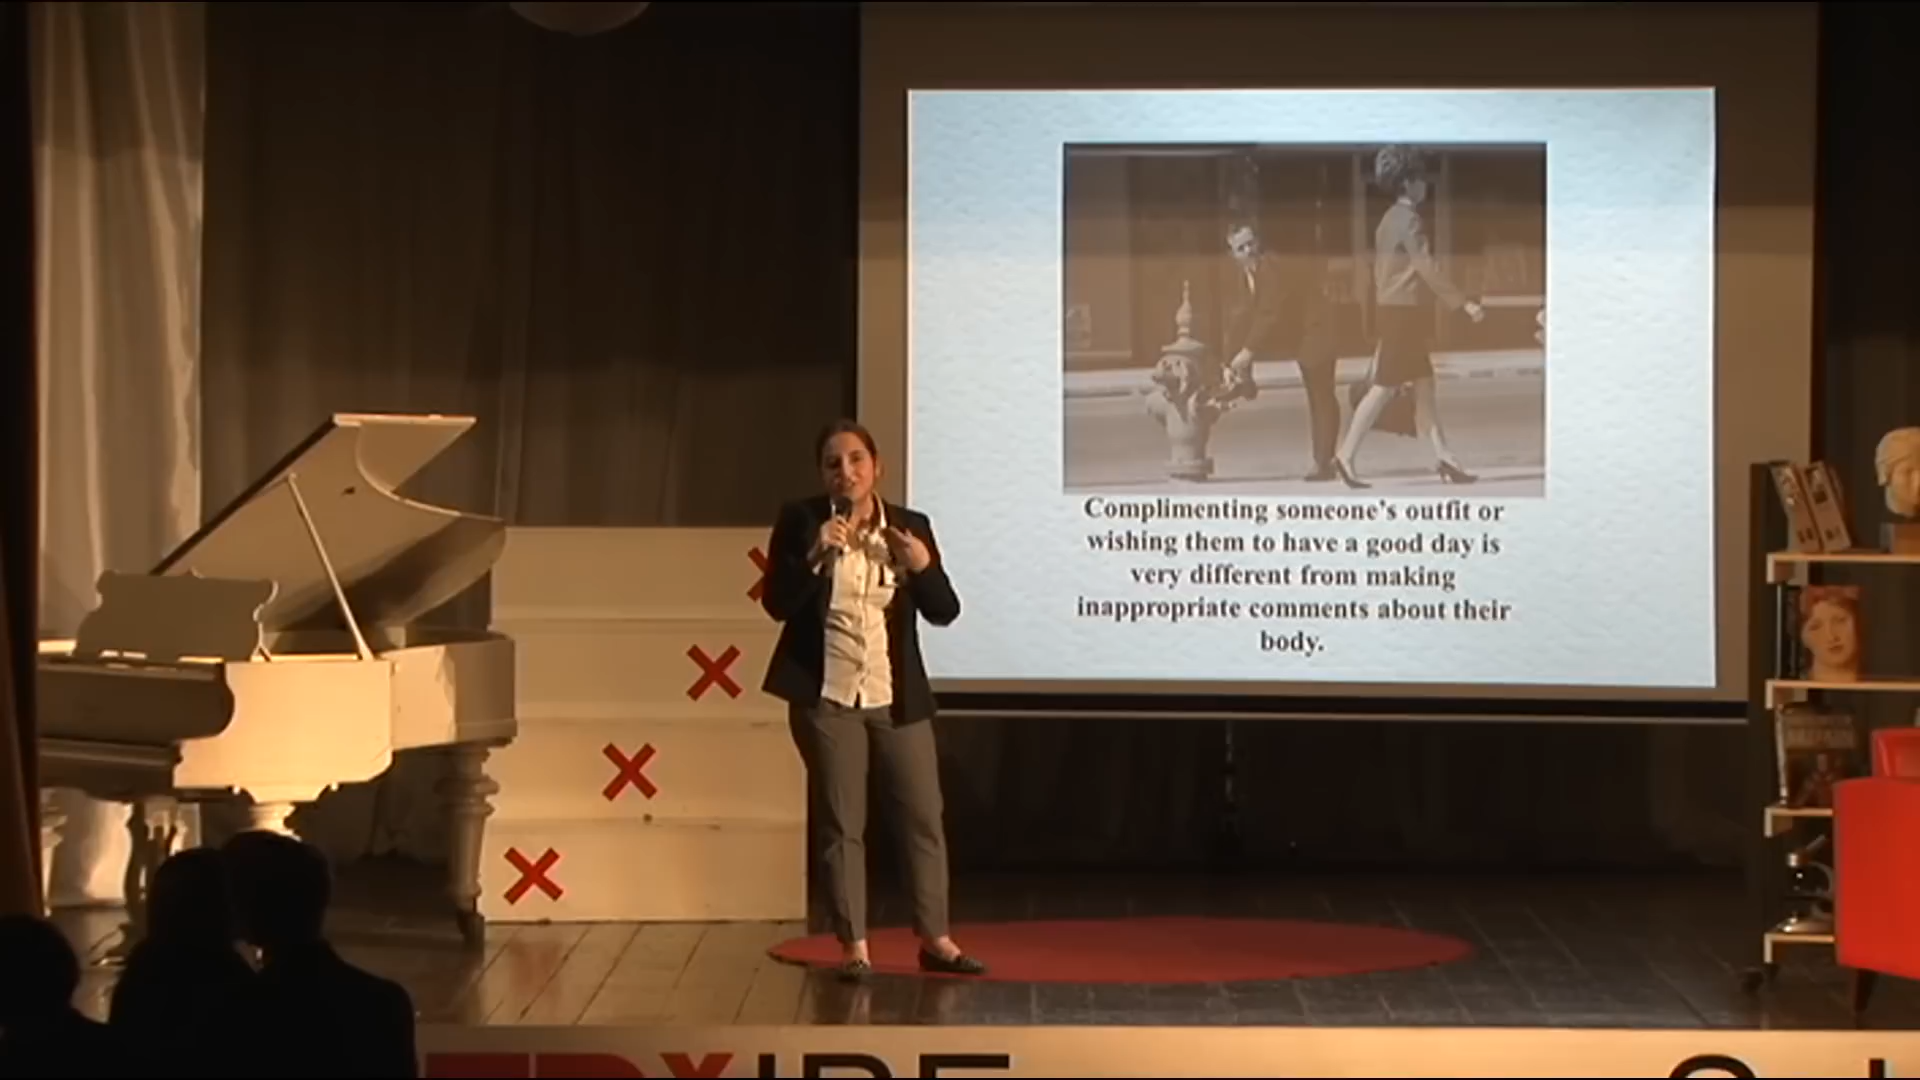 Complimenting someone's outfit or
wishing them to have a good day is
very different from making
inappropriate comments about their
body.